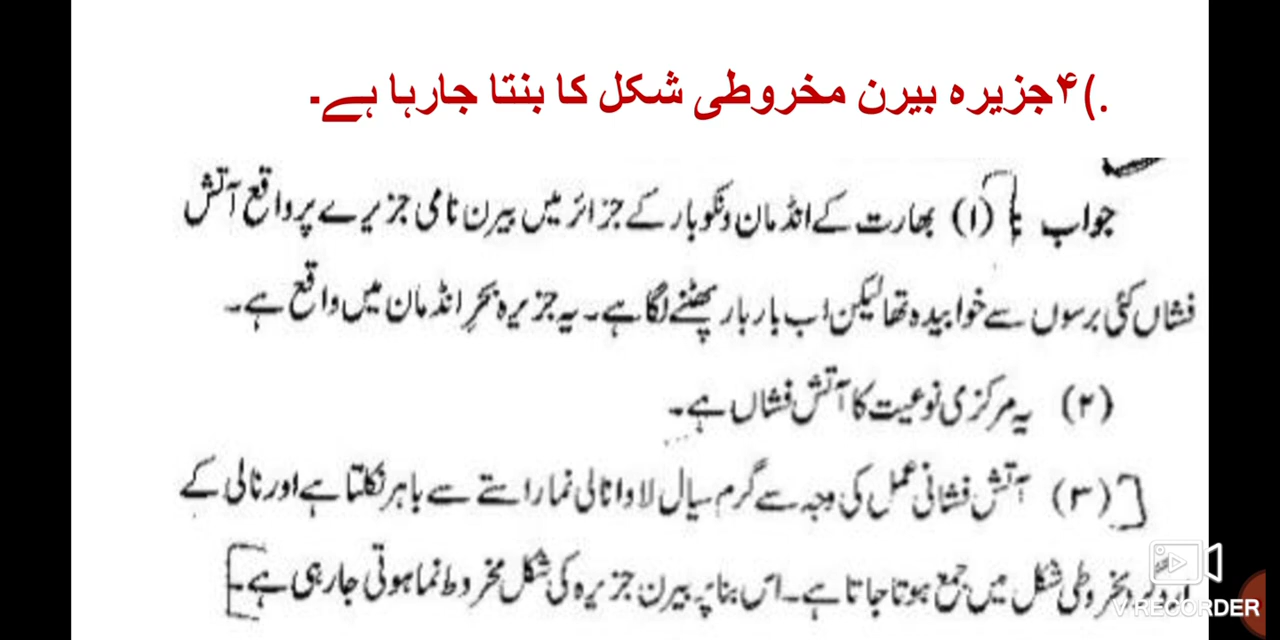 ۴).جزیرہ بیرن مخروطی شکل کا بنتا جارہا ہے۔
جواب : (۱) بھارت کے انڈمان ونکوبار کے جزائر میں بیرن نامی جزیرے پر واقع آتش
فشاں کئی برسوں سے خوابیدہ تھا لیکن اب بار بار پھٹنے لگا ہے۔ یہ جزیرہ بحرِ انڈمان میں واقع ہے۔
(۲) یہ مرکزی نوعیت کا آتش فشاں ہے۔
(۳) آتش فشانی عمل کی وجہ سے گرم سیال لاوا نالی نما راستے سے باہر نکلتا ہے اور نالی کے
اردگرد مخروطی شکل میں جمع ہوتا جاتا ہے۔ اس بنا پر بیرن جزیرہ کی شکل مخروط نما ہوتی جارہی ہے۔
V RECORDER